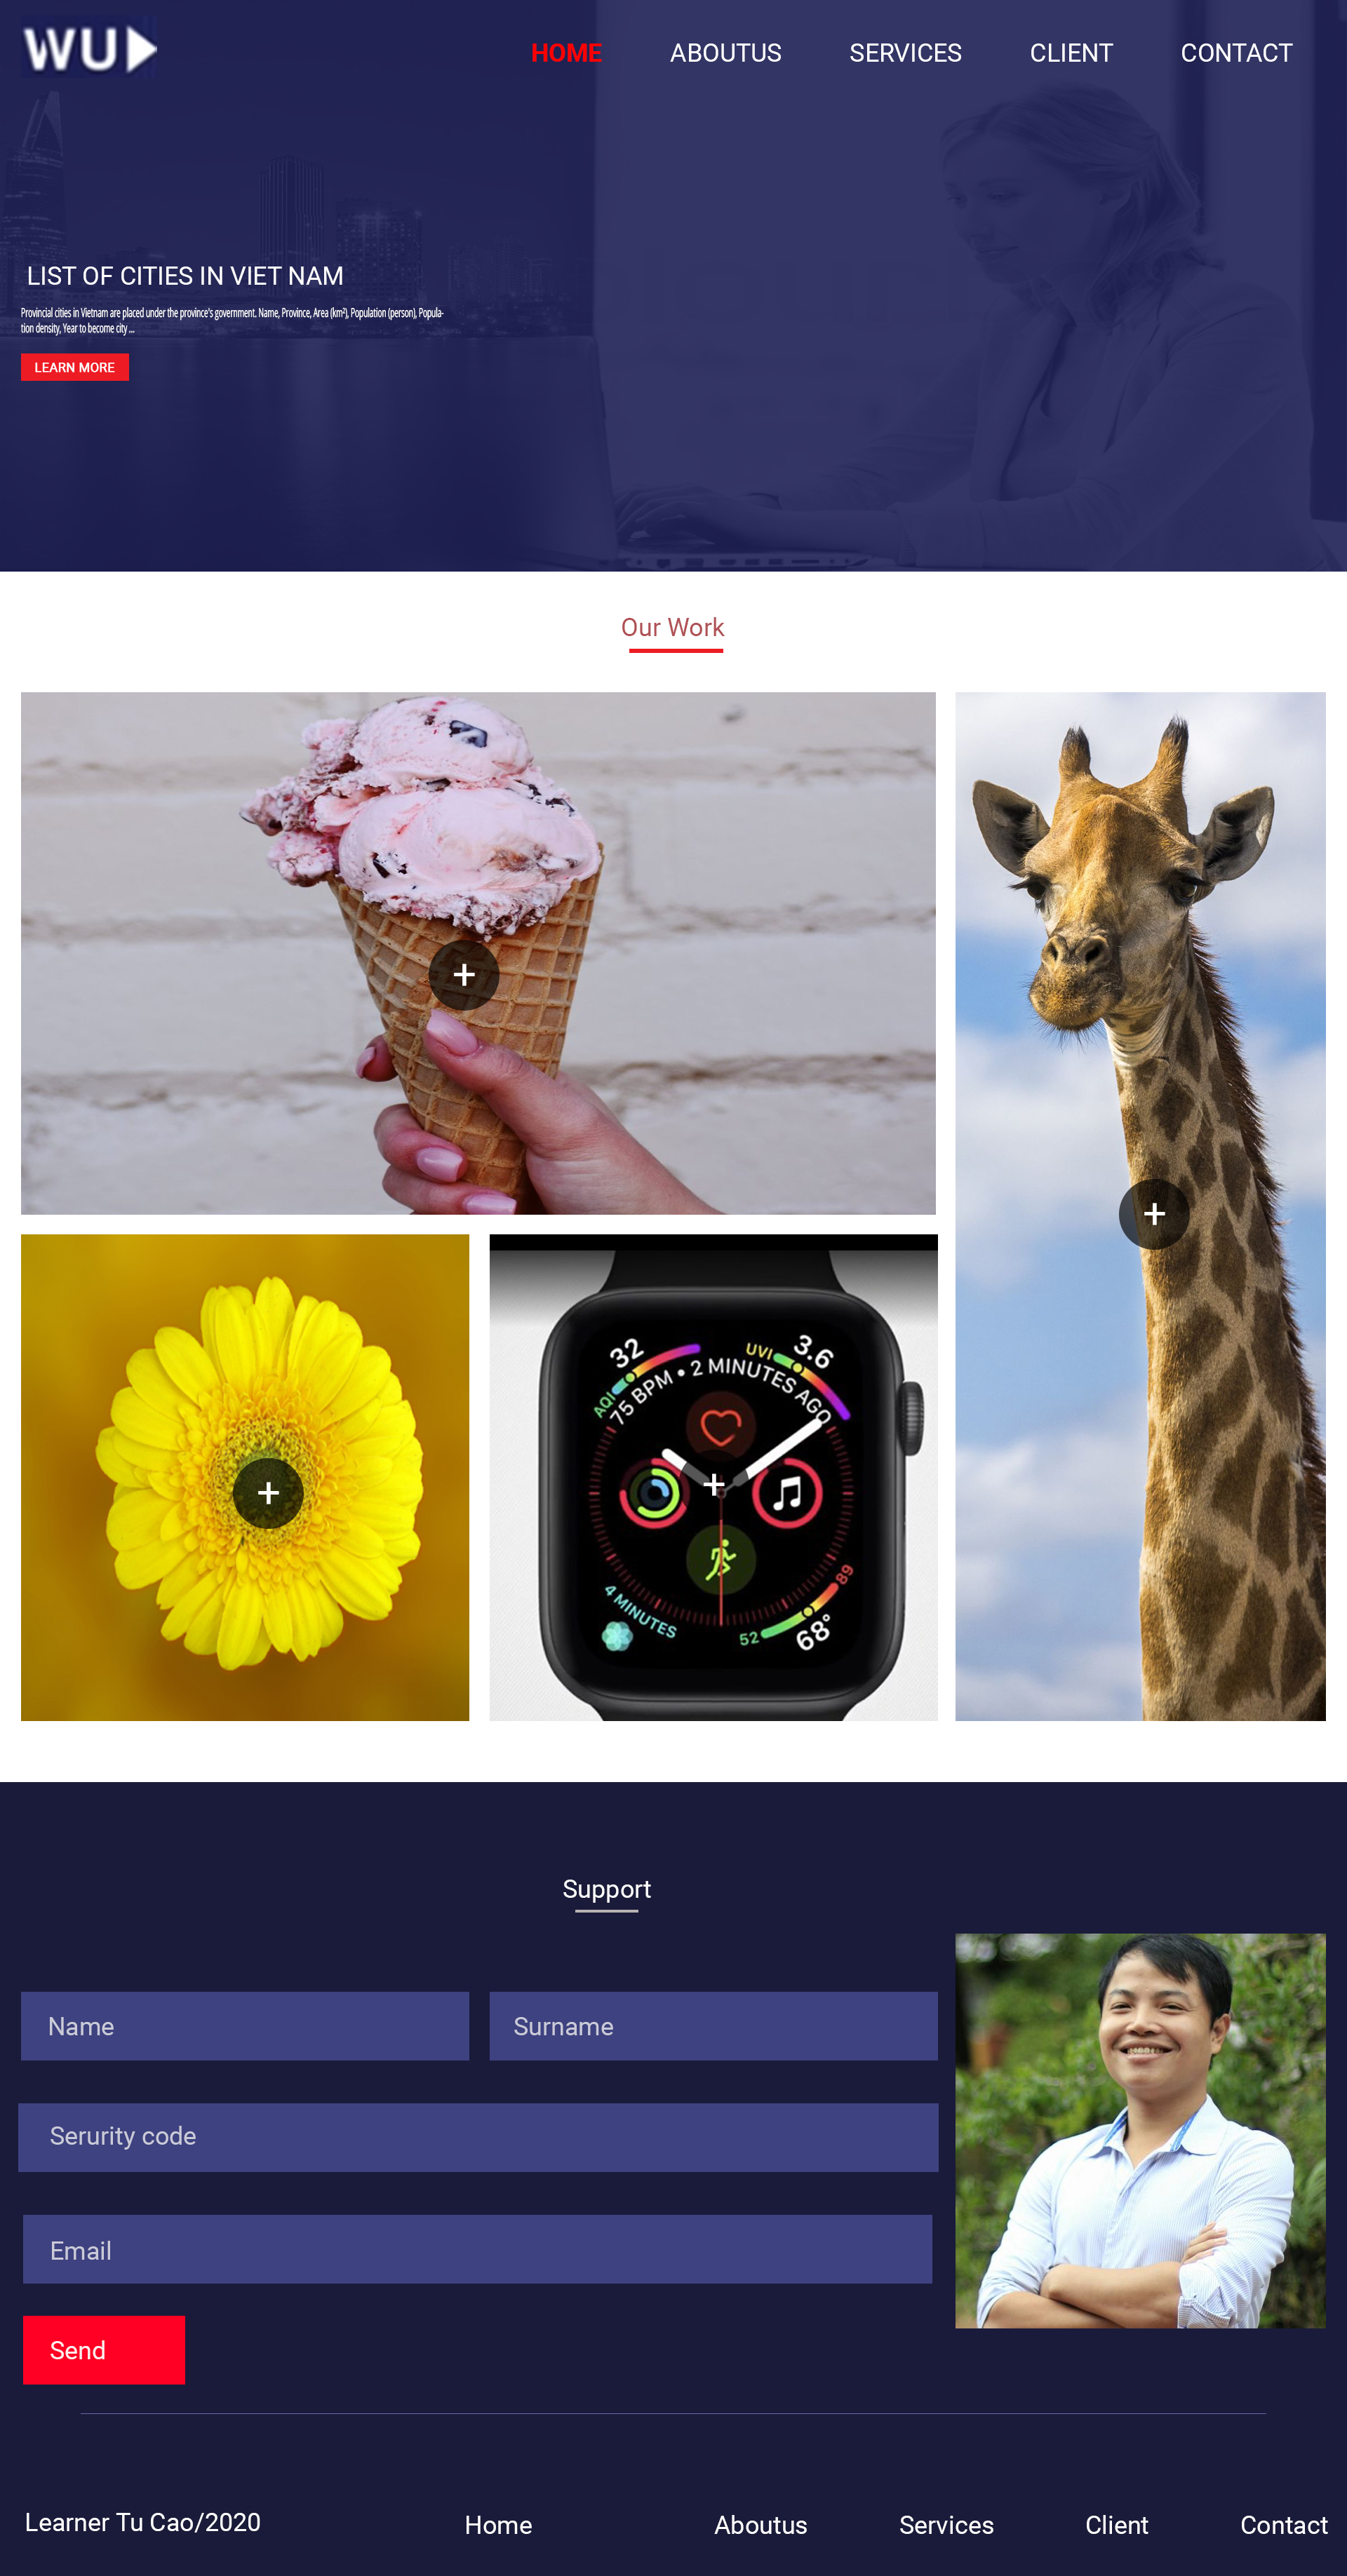 WU
HOME ABOUTUS SERVICES CLIENT CONTACT
LIST OF CITIES IN VIET NAM
Provincial cities in Vietnam are placed under the province's government. Name, Province, Area (km²), Population (person), Popula-
tion density, Year to become city ...
LEARN MORE
Our Work
+
+
+
32
UVI 3.6
AQI 75 BPM • 2 MINUTES AGO
+
4 MINUTES
52 68° 89
Support
Name Surname
Serurity code
Email
Send
Learner Tu Cao/2020 Home Aboutus Services Client Contact